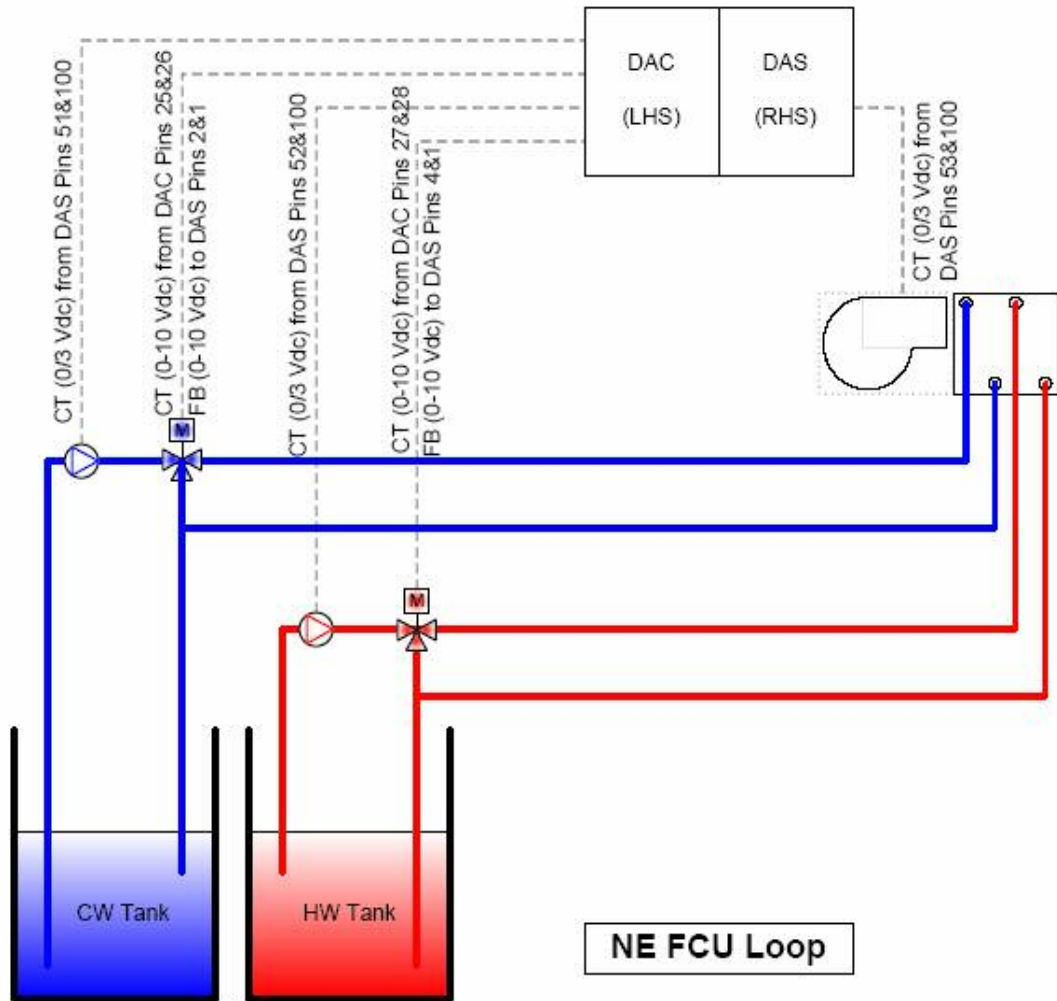 DAC
(LHS)
DAS
(RHS)
CT (0/3 Vdc) from DAS Pins 51&100
CT (0-10 Vdc) from DAC Pins 25&26
FB (0-10 Vdc) to DAS Pins 2&1
CT (0/3 Vdc) from DAS Pins 52&100
CT (0-10 Vdc) from DAC Pins 27&28
FB (0-10 Vdc) to DAS Pins 4&1
CT (0/3 Vdc) from
DAS Pins 53&100
M
M
CW Tank
HW Tank
NE FCU Loop